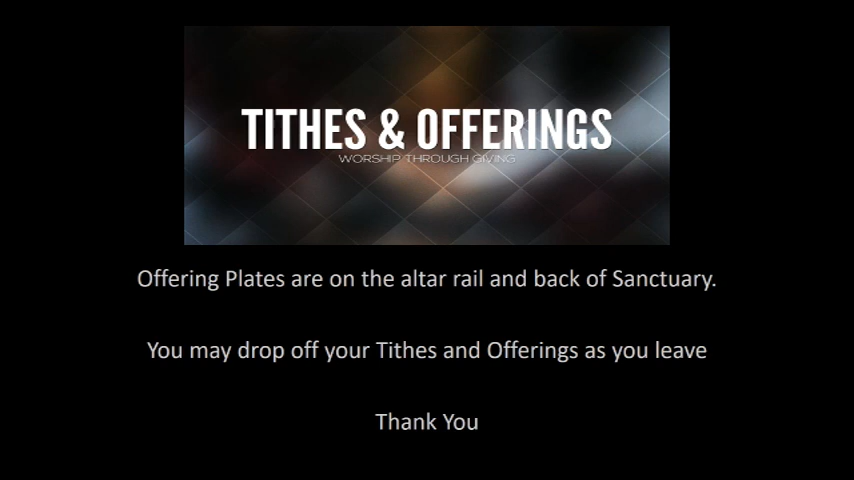 TITHES & OFFERINGS
WORSHIP THROUGH GIVING
Offering Plates are on the altar rail and back of Sanctuary.
You may drop off your Tithes and Offerings as you leave
Thank You